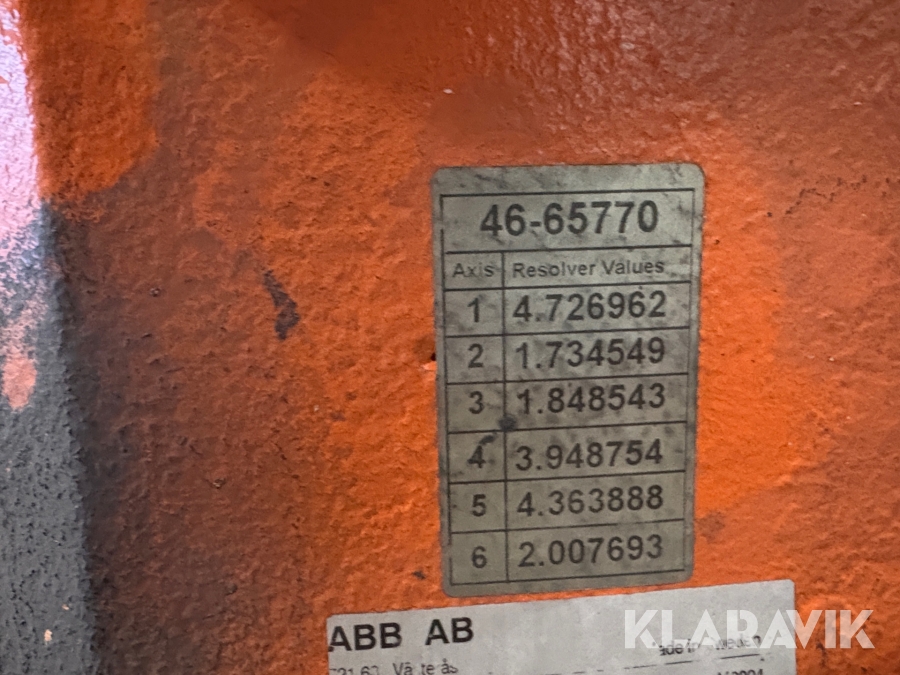 46-65770
Axis Resolver Values
1 4.726962
2 1.734549
3 1.848543
4 3.948754
5 4.363888
6 2.007693
ABB AB
KLARAVIK